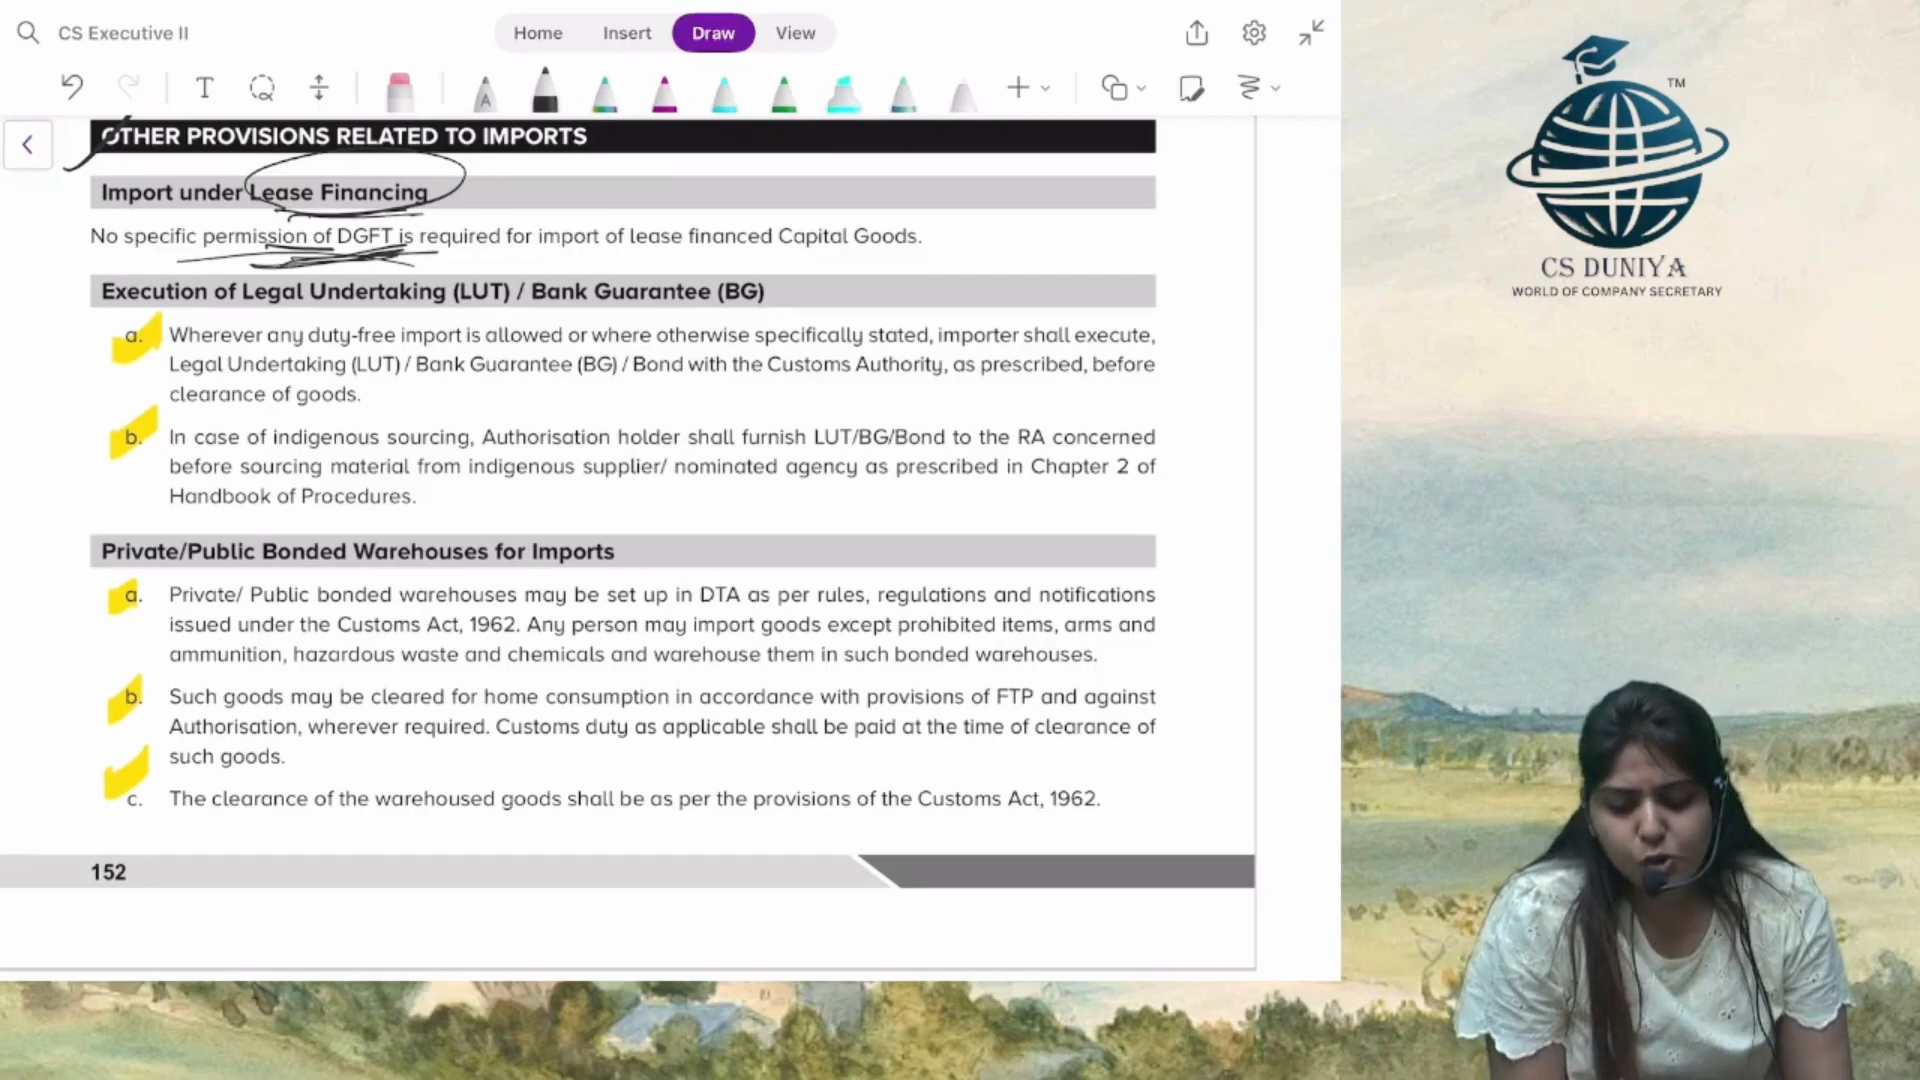 CS Executive II
Home Insert Draw View
T
A
OTHER PROVISIONS RELATED TO IMPORTS
Import under Lease Financing
No specific permission of DGFT is required for import of lease financed Capital Goods.
Execution of Legal Undertaking (LUT) / Bank Guarantee (BG)
a. Wherever any duty-free import is allowed or where otherwise specifically stated, importer shall execute,
Legal Undertaking (LUT) / Bank Guarantee (BG) / Bond with the Customs Authority, as prescribed, before
clearance of goods.
b. In case of indigenous sourcing, Authorisation holder shall furnish LUT/BG/Bond to the RA concerned
before sourcing material from indigenous supplier/ nominated agency as prescribed in Chapter 2 of
Handbook of Procedures.
Private/Public Bonded Warehouses for Imports
a. Private/ Public bonded warehouses may be set up in DTA as per rules, regulations and notifications
issued under the Customs Act, 1962. Any person may import goods except prohibited items, arms and
ammunition, hazardous waste and chemicals and warehouse them in such bonded warehouses.
b. Such goods may be cleared for home consumption in accordance with provisions of FTP and against
Authorisation, wherever required. Customs duty as applicable shall be paid at the time of clearance of
such goods.
c. The clearance of the warehoused goods shall be as per the provisions of the Customs Act, 1962.
152
TM
CS DUNIYA
WORLD OF COMPANY SECRETARY